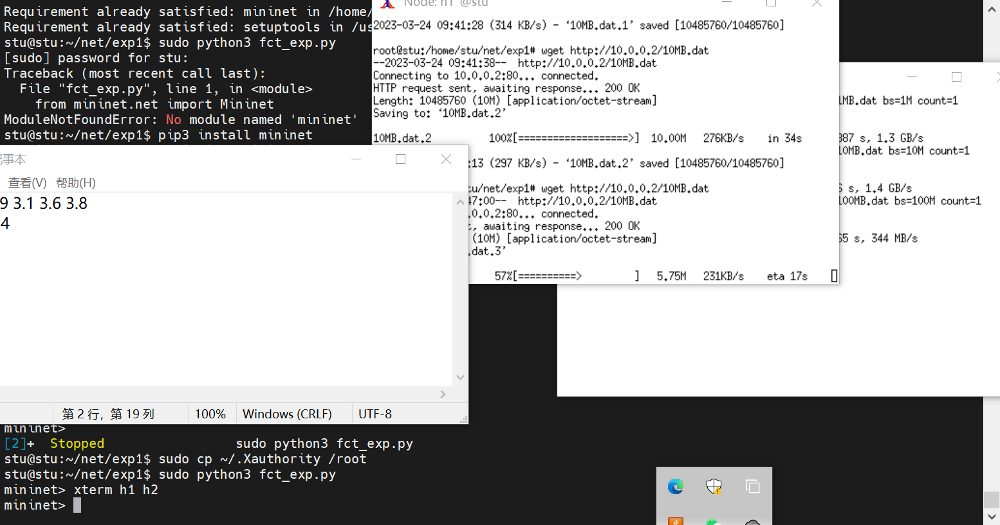 Requirement already satisfied: mininet in /home/
Requirement already satisfied: setuptools in /us
stu@stu:~/net/exp1$ sudo python3 fct_exp.py
[sudo] password for stu:
Traceback (most recent call last):
File "fct_exp.py", line 1, in <module>
from mininet.net import Mininet
ModuleNotFoundError: No module named 'mininet'
stu@stu:~/net/exp1$ pip3 install mininet
Node: h1 @stu
2023-03-24 09:41:28 (314 KB/s) - ‘10MB.dat.1’ saved [10485760/10485760]
root@stu:/home/stu/net/exp1# wget http://10.0.0.2/10MB.dat
--2023-03-24 09:41:38-- http://10.0.0.2/10MB.dat
Connecting to 10.0.0.2:80... connected.
HTTP request sent, awaiting response... 200 OK
Length: 10485760 (10M) [application/octet-stream]
Saving to: ‘10MB.dat.2’
10MB.dat.2 100%[===================>] 10.00M 276KB/s in 34s
:13 (297 KB/s) - ‘10MB.dat.2’ saved [10485760/10485760]
tu/net/exp1# wget http://10.0.0.2/10MB.dat
47:00-- http://10.0.0.2/10MB.dat
.0.0.2:80... connected.
t, awaiting response... 200 OK
(10M) [application/octet-stream]
.dat.3’
57%[==========> ] 5.75M 231KB/s eta 17s
1MB.dat bs=1M count=1
387 s, 1.3 GB/s
10MB.dat bs=10M count=1
6 s, 1.4 GB/s
100MB.dat bs=100M count=1
65 s, 344 MB/s
记事本
查看(V) 帮助(H)
9 3.1 3.6 3.8
4
第 2 行，第 19 列 100% Windows (CRLF) UTF-8
mininet>
[2]+ Stopped sudo python3 fct_exp.py
stu@stu:~/net/exp1$ sudo cp ~/.Xauthority /root
stu@stu:~/net/exp1$ sudo python3 fct_exp.py
mininet> xterm h1 h2
mininet>